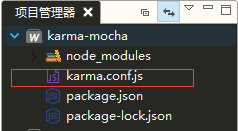 项目管理器
karma-mocha
node_modules
karma.conf.js
package.json
package-lock.json